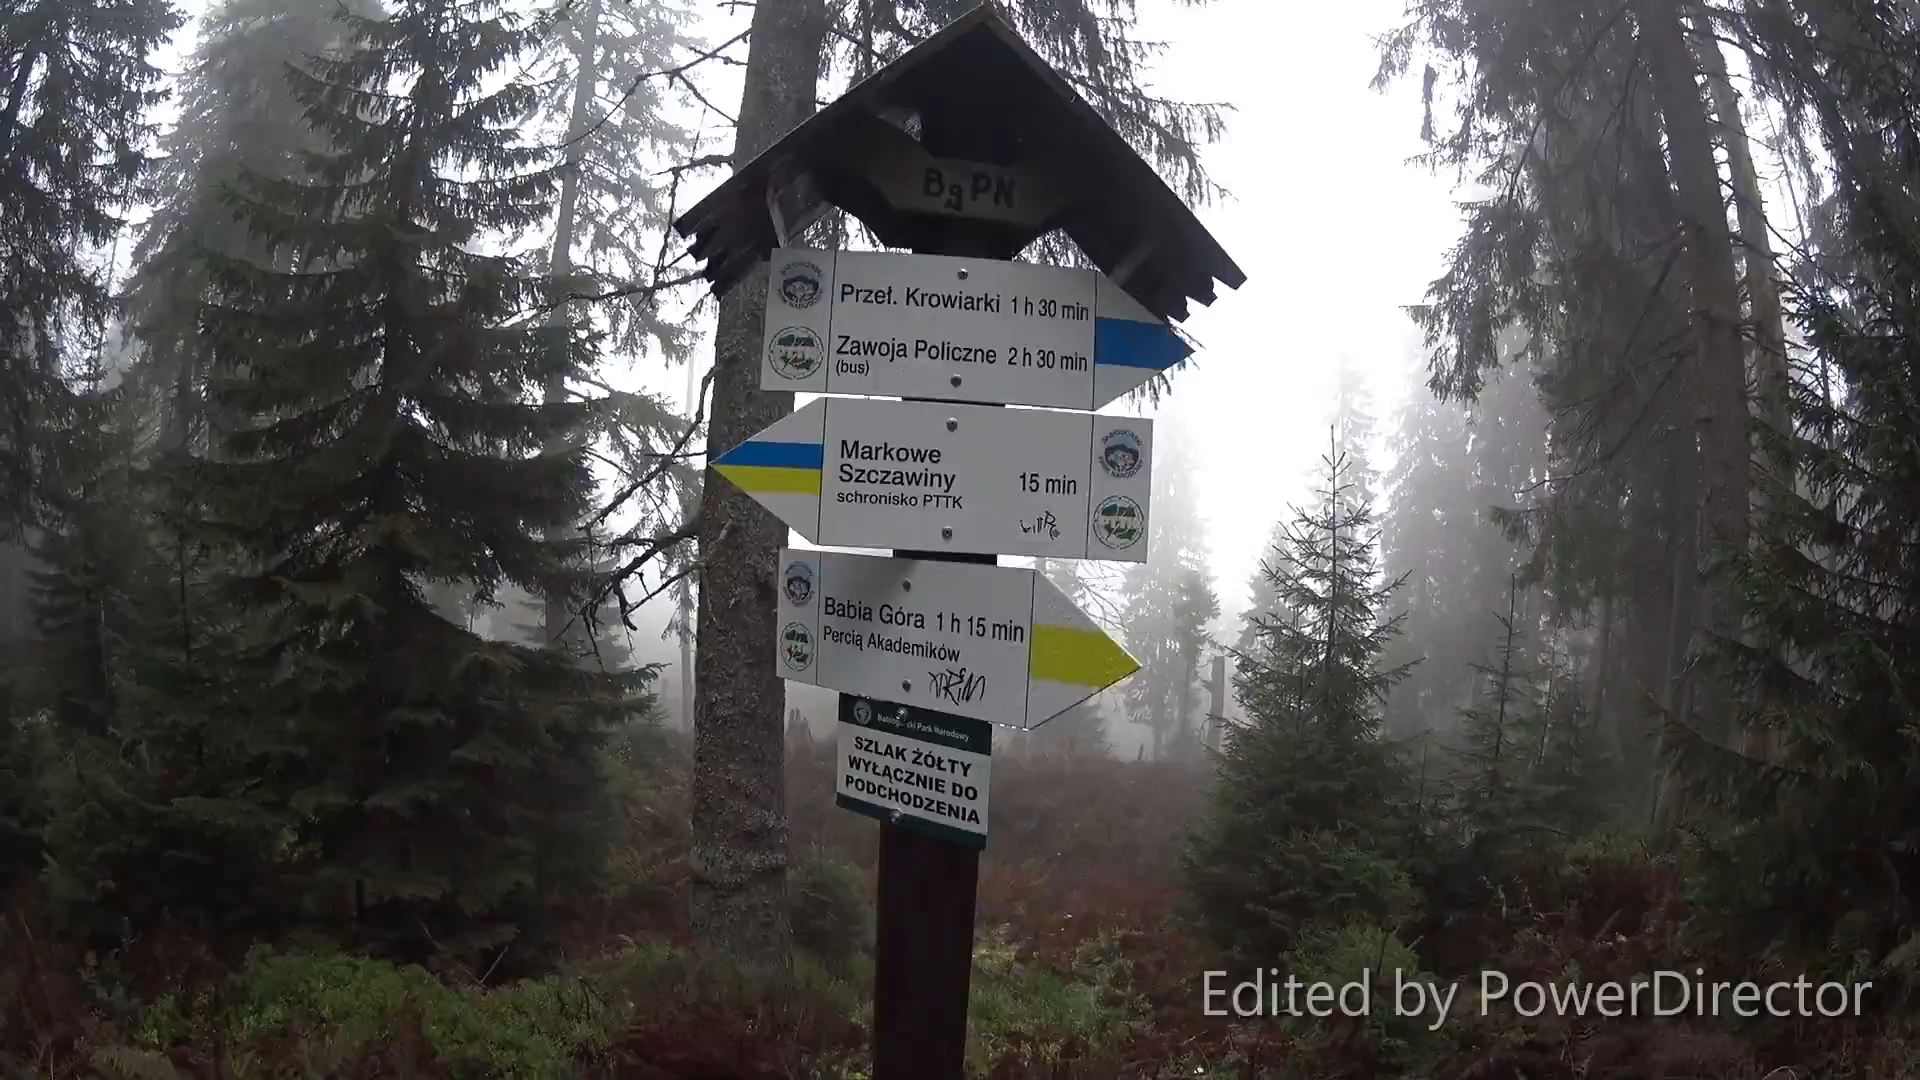 BgPN
Przeł. Krowiarki 1 h 30 min
Zawoja Policzne 2 h 30 min
(bus)
Markowe
Szczawiny 15 min
schronisko PTTK
Babia Góra 1 h 15 min
Percią Akademików
Babiogórski Park Narodowy
SZLAK ŻÓŁTY
WYŁĄCZNIE DO
PODCHODZENIA
Edited by PowerDirector